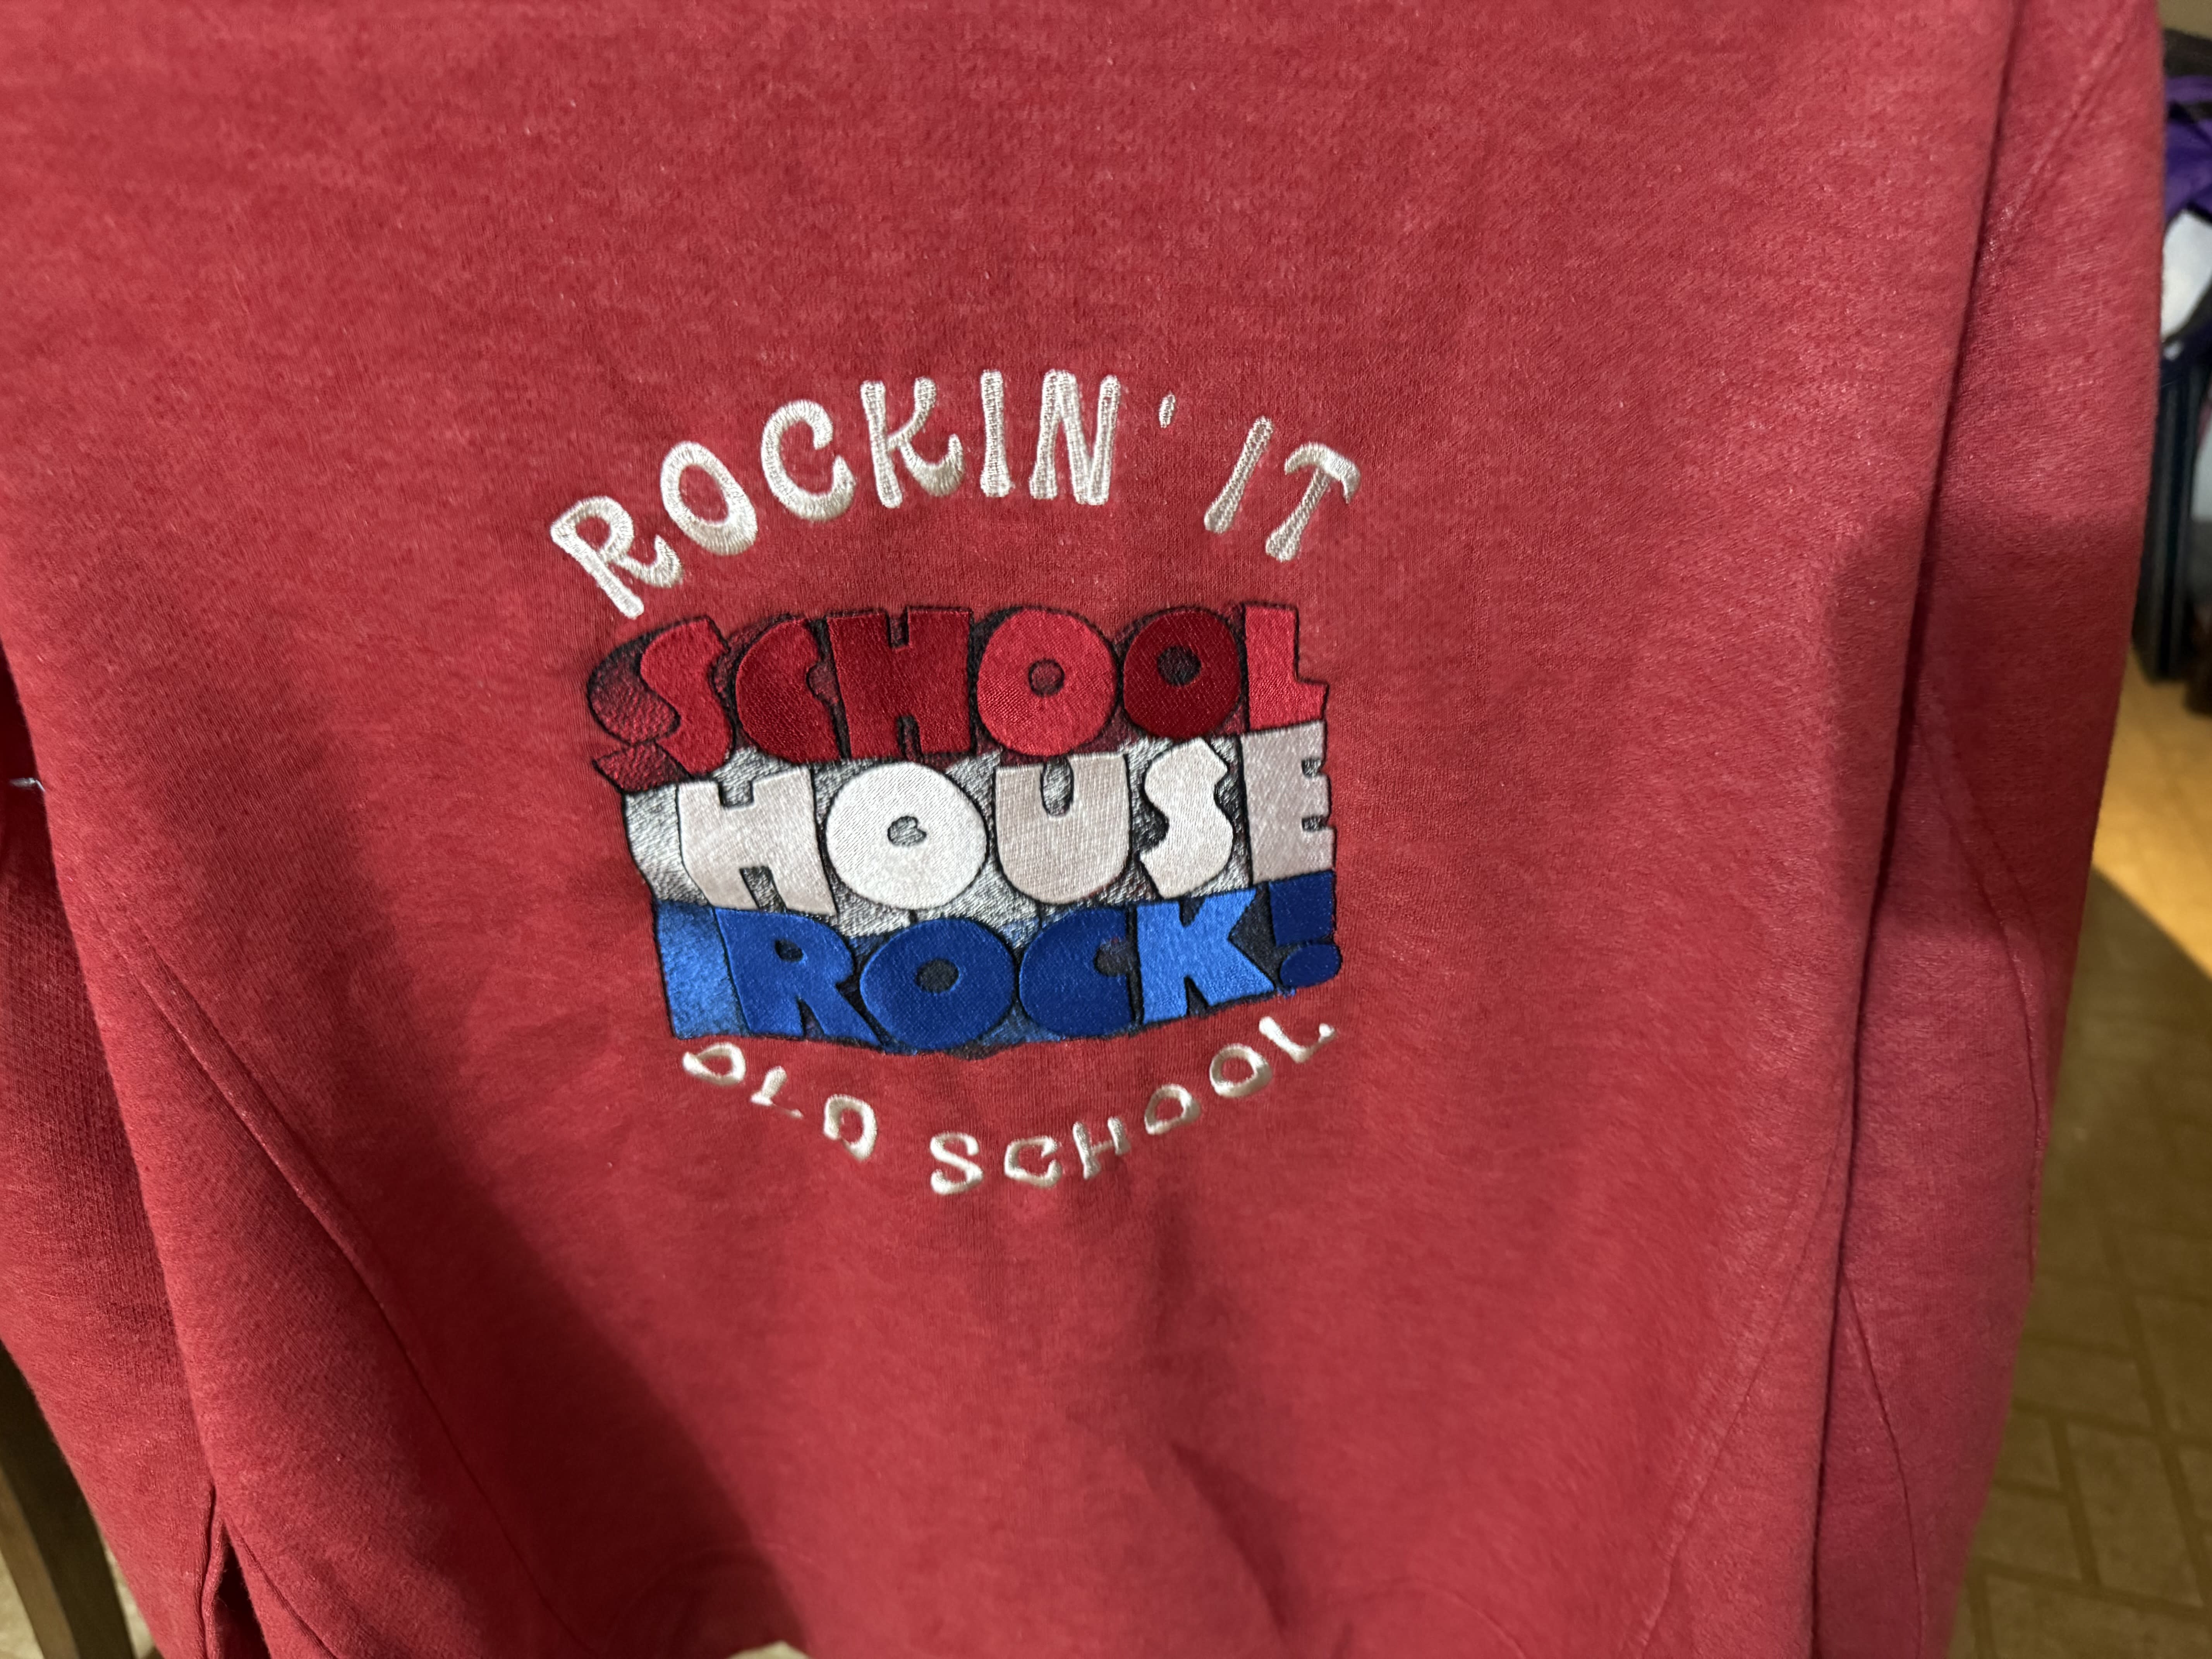 ROCKIN' IT
SCHOOL
HOUSE
ROCK!
OLD SCHOOL